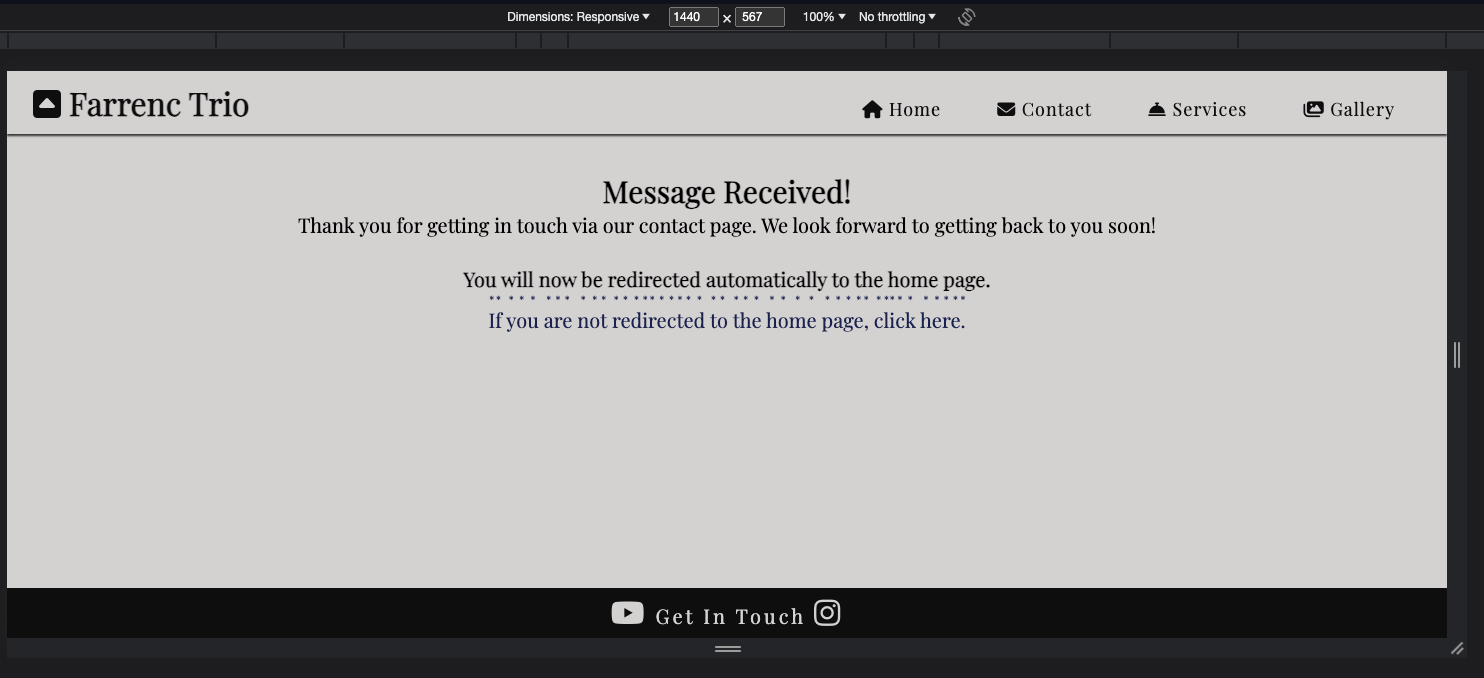 Dimensions: Responsive 1440 × 567 100% No throttling
Farrenc Trio Home Contact Services Gallery
Message Received!
Thank you for getting in touch via our contact page. We look forward to getting back to you soon!
You will now be redirected automatically to the home page.
If you are not redirected to the home page, click here.
Get In Touch